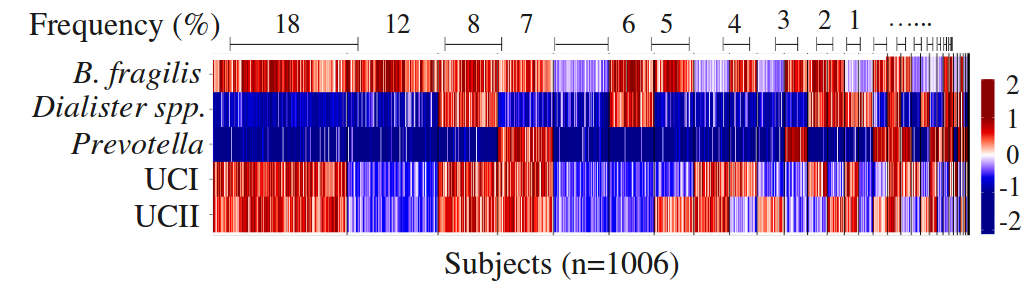 Frequency (%) 18 12 8 7 6 5 4 3 2 1 ......
B. fragilis
Dialister spp.
Prevotella
UCI
UCII
2
1
0
-1
-2
Subjects (n=1006)